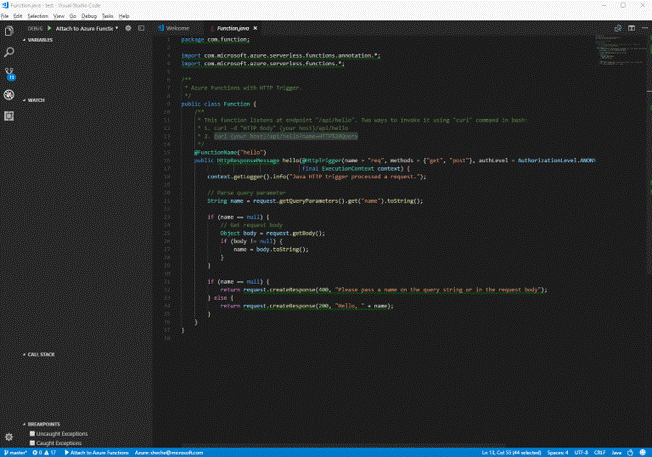 Function.java - test - Visual Studio Code
File Edit Selection View Go Debug Tasks Help
DEBUG Attach to Azure Functi
Welcome
Function.java
VARIABLES
WATCH
CALL STACK
BREAKPOINTS
Uncaught Exceptions
Caught Exceptions
package com.function;
import com.microsoft.azure.serverless.functions.annotation.*;
import com.microsoft.azure.serverless.functions.*;
/**
* Azure Functions with HTTP Trigger.
*/
public class Function {
/**
* This function listens at endpoint "/api/hello". Two ways to invoke it using "curl" command in bash:
* 1. curl -d "HTTP Body" {your host}/api/hello
* 2. curl {your host}/api/hello?name=HTTP%20Query
*/
@FunctionName("hello")
public HttpResponseMessage hello(@HttpTrigger(name = "req", methods = {"get", "post"}, authLevel = AuthorizationLevel.ANON
final ExecutionContext context) {
context.getLogger().info("Java HTTP trigger processed a request.");
// Parse query parameter
String name = request.getQueryParameters().get("name").toString();
if (name == null) {
// Get request body
Object body = request.getBody();
if (body != null) {
name = body.toString();
}
}
if (name == null) {
return request.createResponse(400, "Please pass a name on the query string or in the request body");
} else {
return request.createResponse(200, "Hello, " + name);
}
}
}
master* 0 57 Attach to Azure Functions Azure: sheche@microsoft.com Ln 13, Col 55 (44 selected) Spaces: 4 UTF-8 CRLF Java